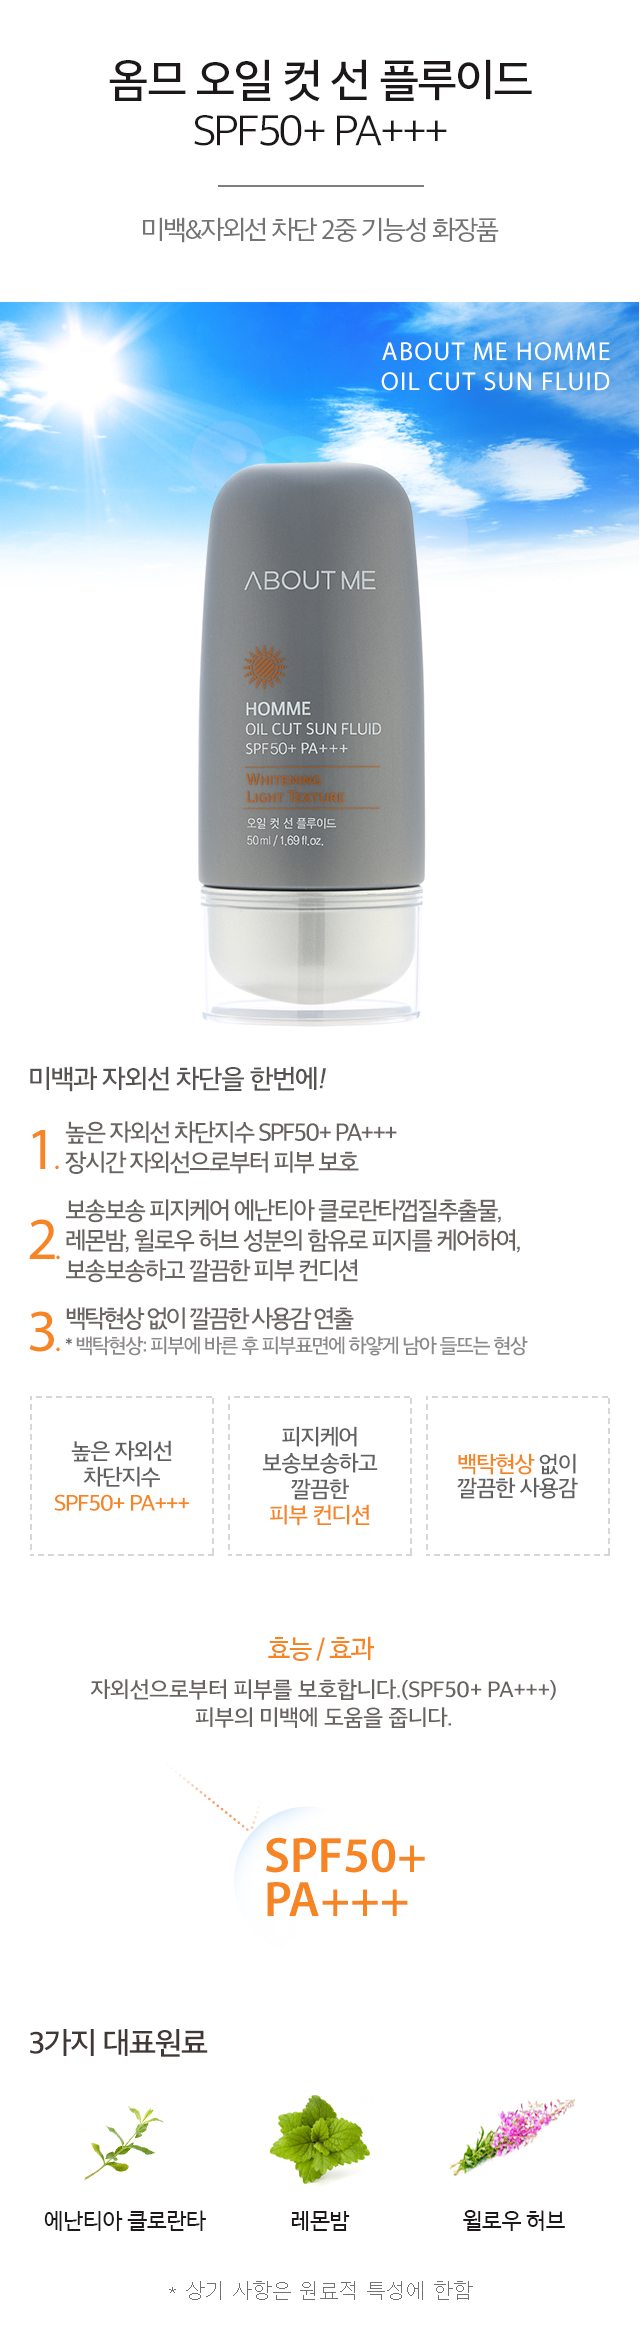 옴므 오일 컷 선 플루이드
SPF50+ PA+++
미백&자외선 차단 2중 기능성 화장품
ABOUT ME HOMME
OIL CUT SUN FLUID
ABOUT ME
HOMME
OIL CUT SUN FLUID
SPF50+ PA+++
WHITENING
LIGHT TEXTURE
오일 컷 선 플루이드
50ml / 1.69 fl.oz.
미백과 자외선 차단을 한번에!
1. 높은 자외선 차단지수 SPF50+ PA+++
장시간 자외선으로부터 피부 보호
2. 보송보송 피지케어 에난티아 클로란타껍질추출물,
레몬밤, 윌로우 허브 성분의 함유로 피지를 케어하여,
보송보송하고 깔끔한 피부 컨디션
3. 백탁현상 없이 깔끔한 사용감 연출
* 백탁현상: 피부에 바른 후 피부표면에 하얗게 남아 들뜨는 현상
높은 자외선
차단지수
SPF50+ PA+++
피지케어
보송보송하고
깔끔한
피부 컨디션
백탁현상 없이
깔끔한 사용감
효능 / 효과
자외선으로부터 피부를 보호합니다.(SPF50+ PA+++)
피부의 미백에 도움을 줍니다.
SPF50+
PA+++
3가지 대표원료
에난티아 클로란타
레몬밤
윌로우 허브
* 상기 사항은 원료적 특성에 한함